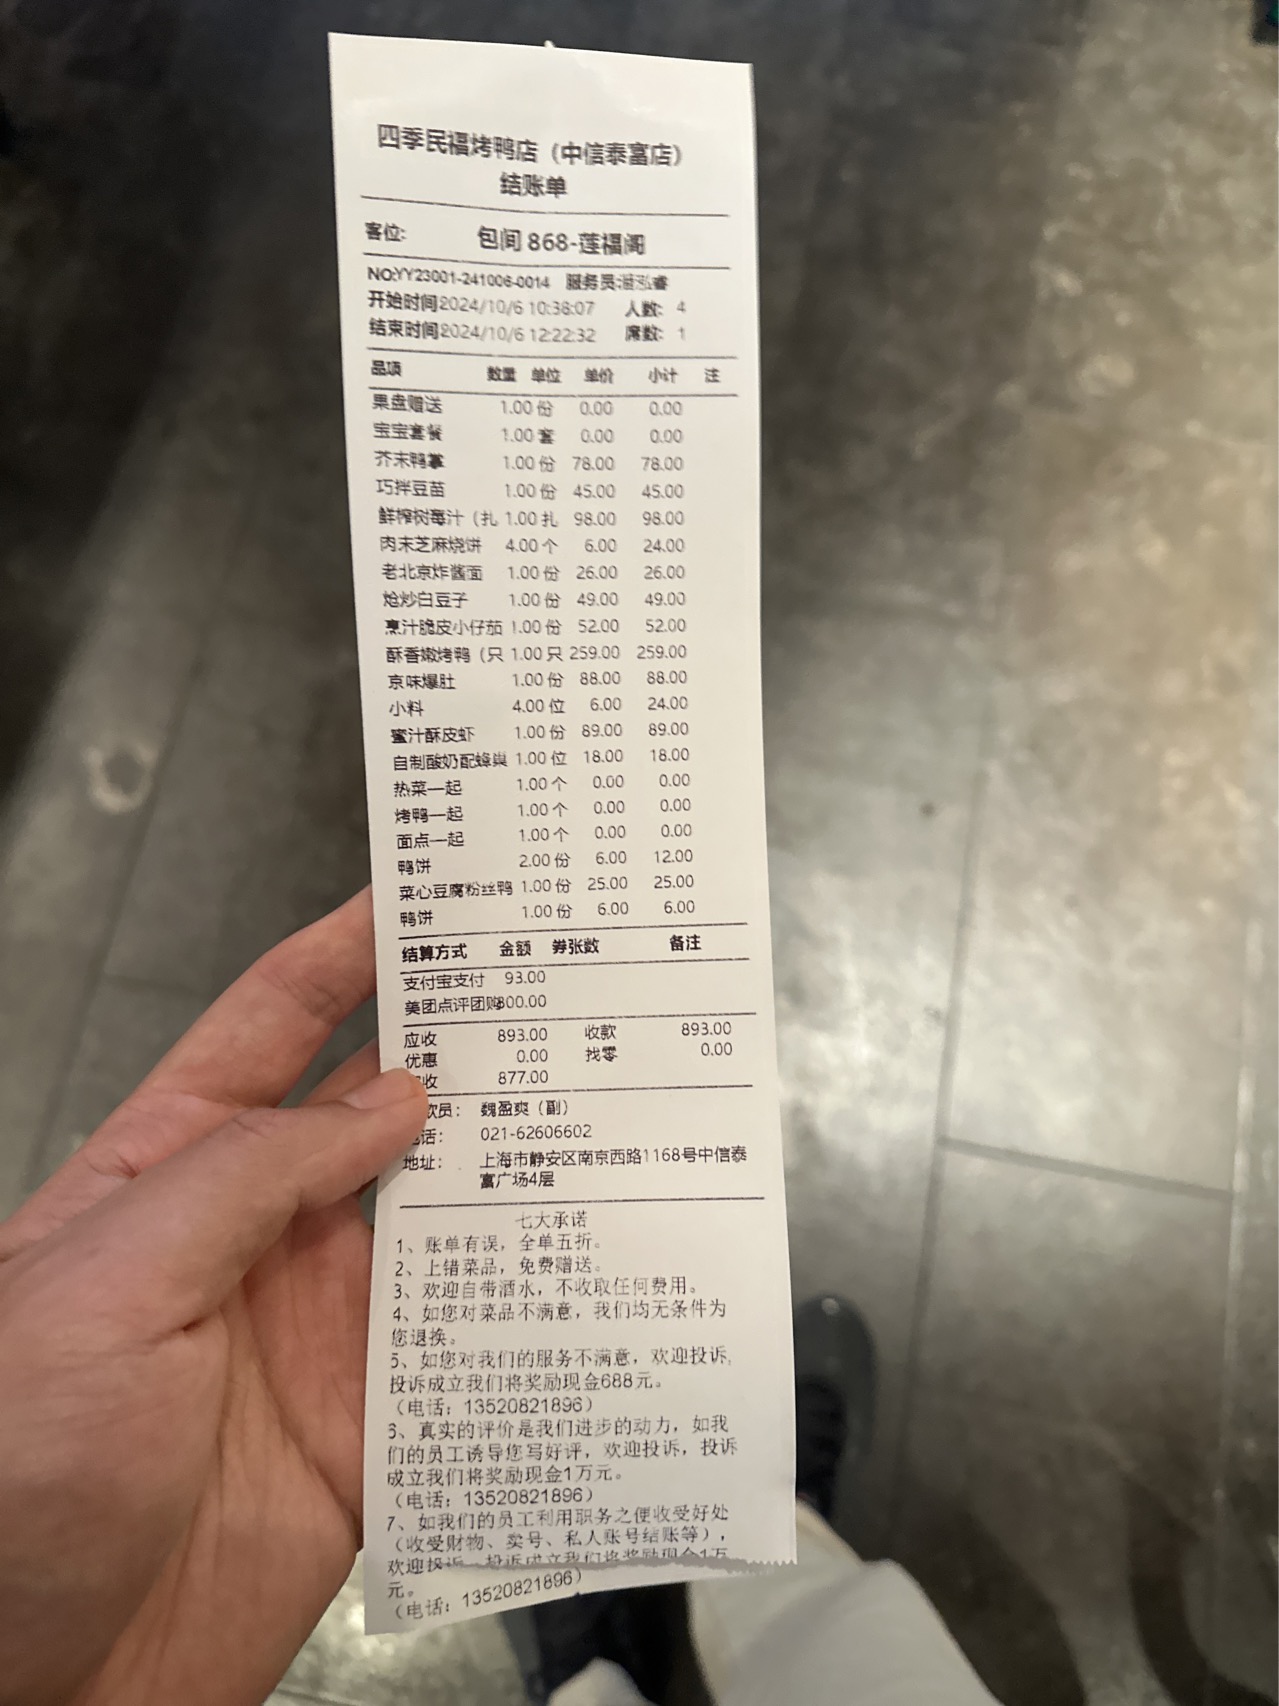 四季民福烤鸭店（中信泰富店）
结账单
客位: 包间 868-莲福阁
NO:YY23001-241006-0014 服务员:泓睿
开始时间2024/10/6 10:38:07 人数: 4
结束时间2024/10/6 12:22:32 席数: 1
品项 数量 单位 单价 小计 注
果盘赠送 1.00 份 0.00 0.00
宝宝套餐 1.00 套 0.00 0.00
芥末鸭掌 1.00 份 78.00 78.00
巧拌豆苗 1.00 份 45.00 45.00
鲜榨树莓汁（扎 1.00 扎 98.00 98.00
肉末芝麻烧饼 4.00 个 6.00 24.00
老北京炸酱面 1.00 份 26.00 26.00
炝炒白豆子 1.00 份 49.00 49.00
烹汁脆皮小仔茄 1.00 份 52.00 52.00
酥香嫩烤鸭（只 1.00 只 259.00 259.00
京味爆肚 1.00 份 88.00 88.00
小料 4.00 位 6.00 24.00
蜜汁酥皮虾 1.00 份 89.00 89.00
自制酸奶配蜂巢 1.00 位 18.00 18.00
热菜一起 1.00 个 0.00 0.00
烤鸭一起 1.00 个 0.00 0.00
面点一起 1.00 个 0.00 0.00
鸭饼 2.00 份 6.00 12.00
菜心豆腐粉丝鸭 1.00 份 25.00 25.00
鸭饼 1.00 份 6.00 6.00
结算方式 金额 券张数 备注
支付宝支付 93.00
美团点评团购800.00
应收 893.00 收款 893.00
优惠 0.00 找零 0.00
收 877.00
款员： 魏盈爽（副）
话： 021-62606602
地址： 上海市静安区南京西路1168号中信泰
富广场4层
七大承诺
1、账单有误，全单五折。
2、上错菜品，免费赠送。
3、欢迎自带酒水，不收取任何费用。
4、如您对菜品不满意，我们均无条件为
您退换。
5、如您对我们的服务不满意，欢迎投诉,
投诉成立我们将奖励现金688元。
（电话：13520821896）
6、真实的评价是我们进步的动力，如我
们的员工诱导您写好评，欢迎投诉，投诉
成立我们将奖励现金1万元。
（电话：13520821896）
7、如我们的员工利用职务之便收受好处
（收受财物、卖号、私人账号结账等），
欢迎投诉，投诉成立我们将奖励现金1万
元。
（电话：13520821896）